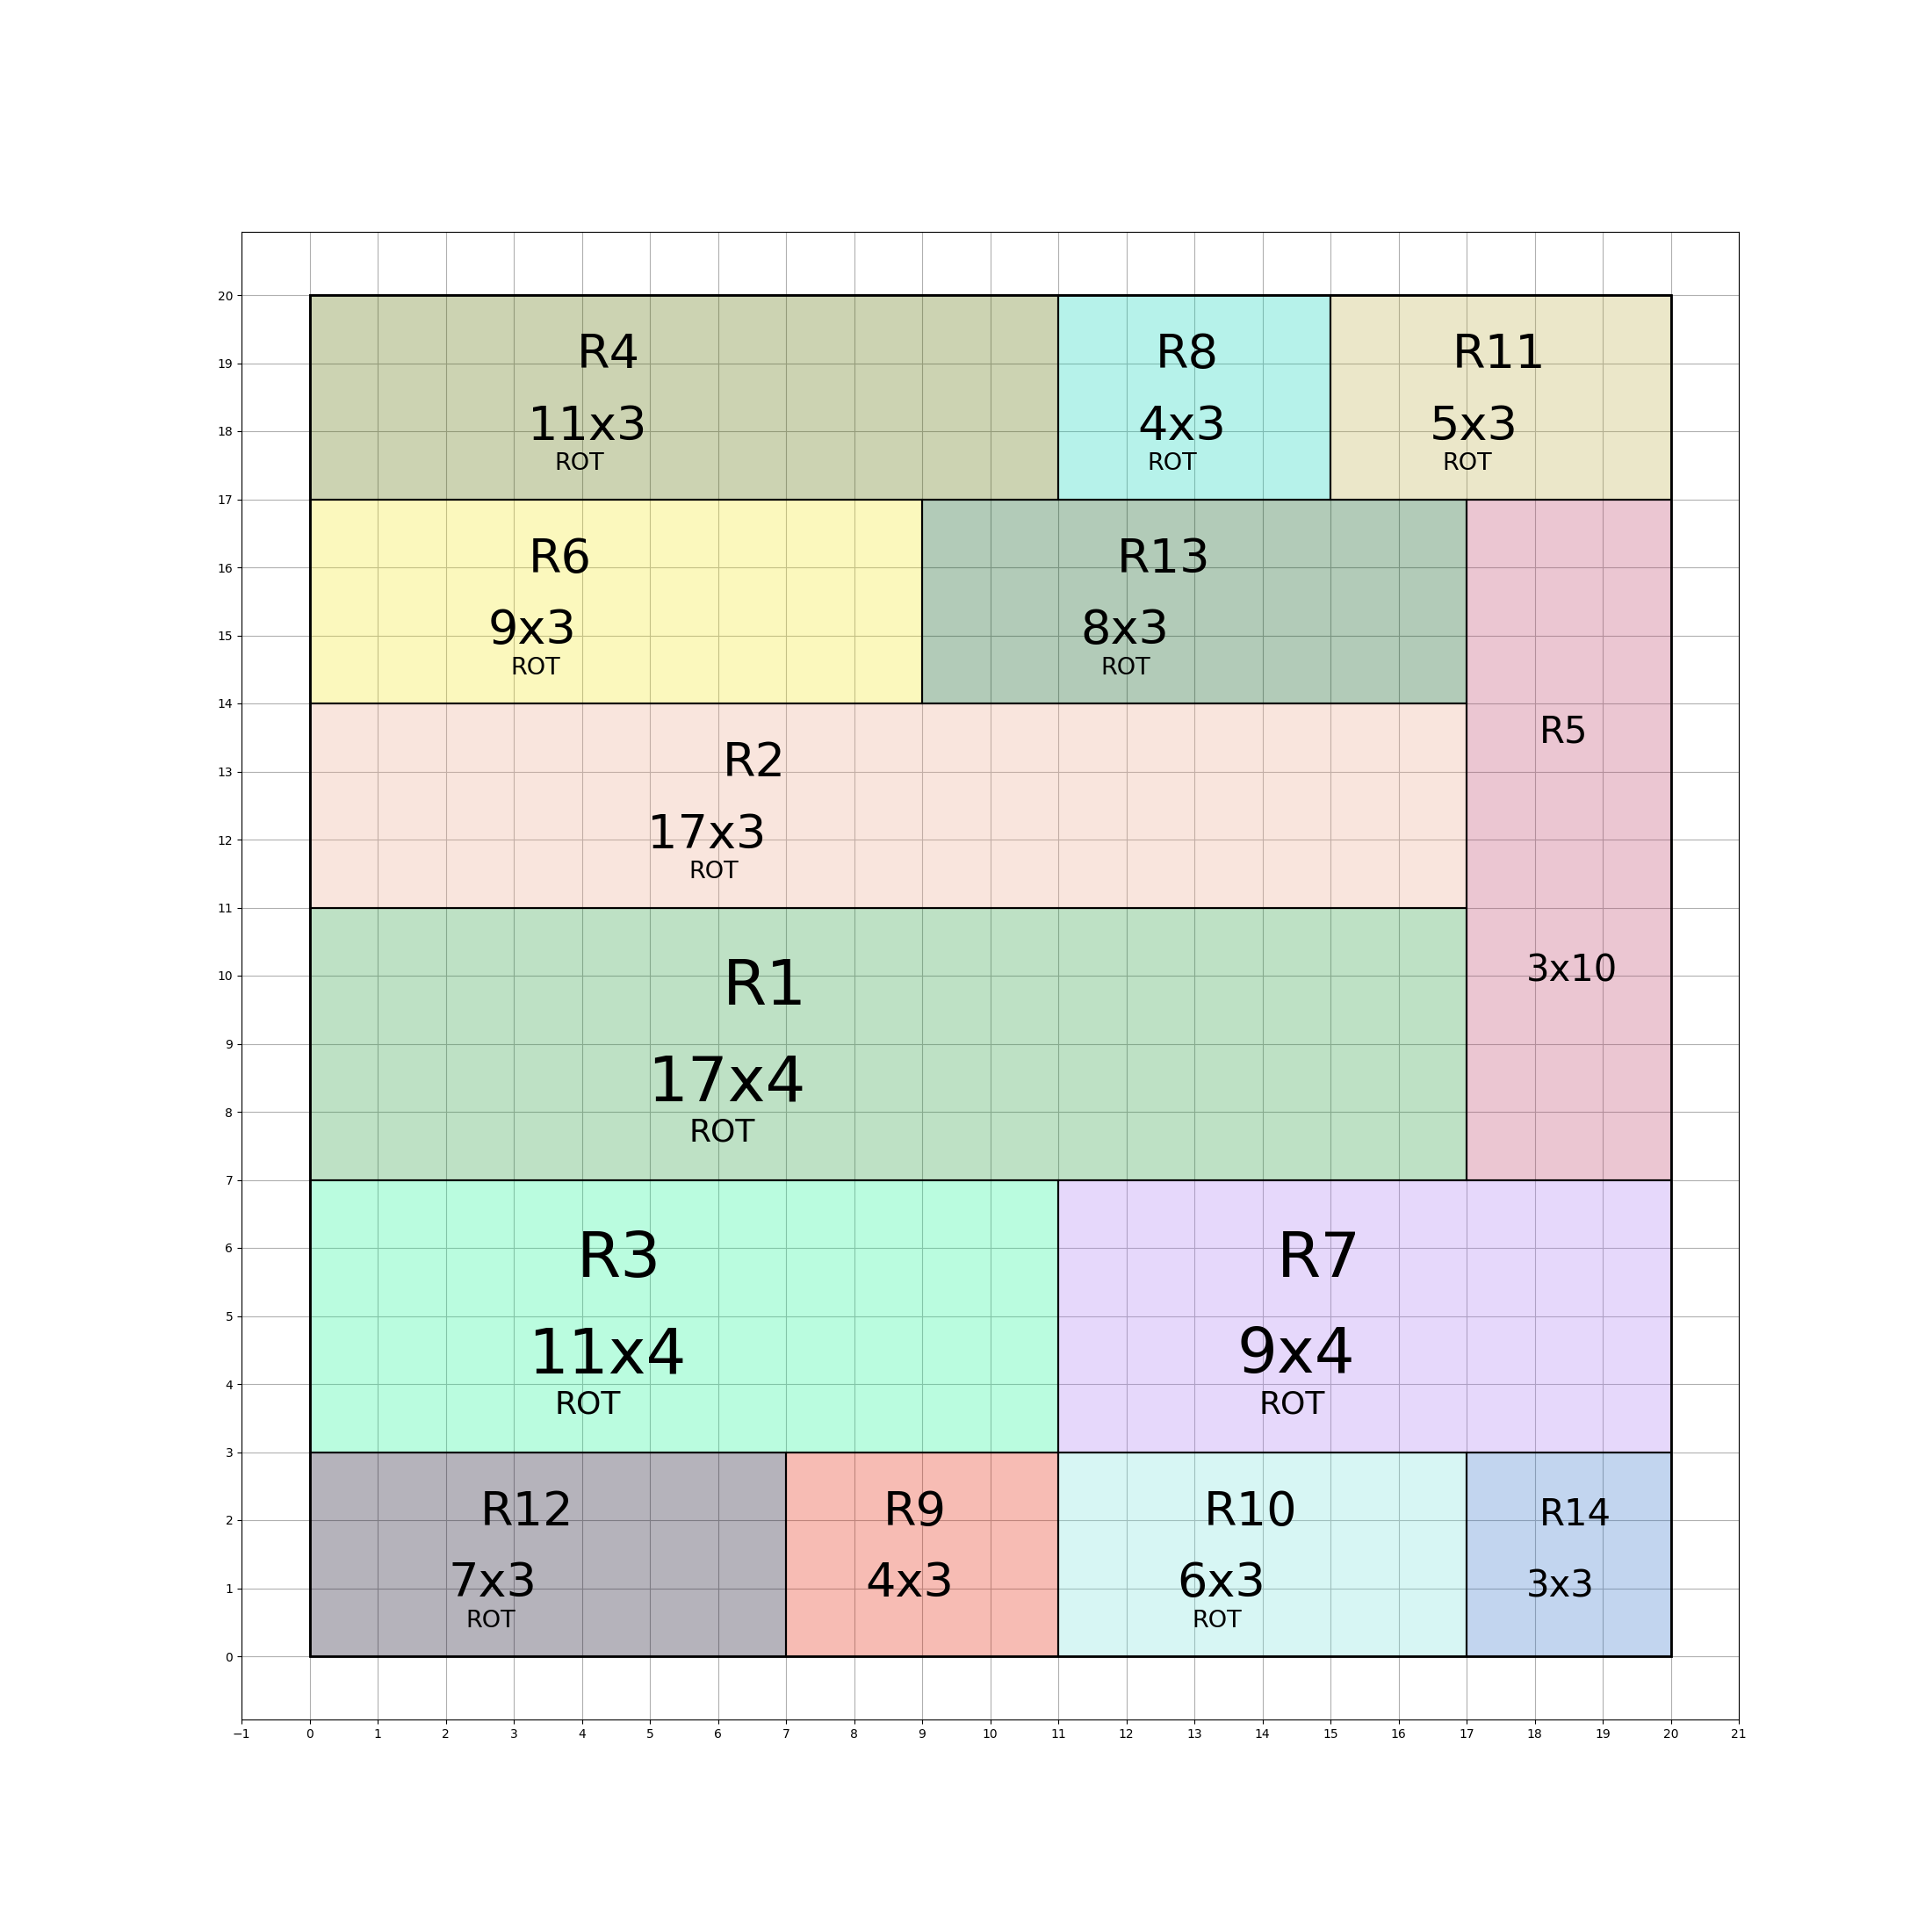 20
R4
R8
R11
19
11x3
4x3
5x3
18
ROT
ROT
ROT
17
R6
R13
16
9x3
8x3
15
ROT
ROT
14
R5
R2
13
17x3
12
ROT
11
R1
3x10
10
9
17x4
8
ROT
7
R3
R7
6
5
11x4
9x4
4
ROT
ROT
3
R12
R9
R10
R14
2
7x3
4x3
6x3
3x3
1
ROT
ROT
0
−1 0 1 2 3 4 5 6 7 8 9 10 11 12 13 14 15 16 17 18 19 20 21